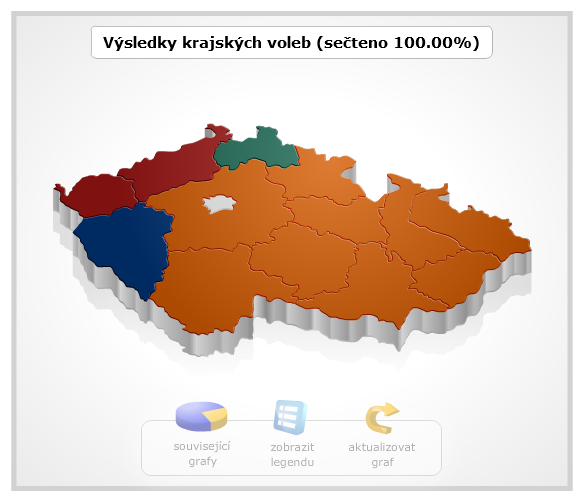 Výsledky krajských voleb (sečteno 100.00%)
související
grafy
zobrazit
legendu
aktualizovat
graf